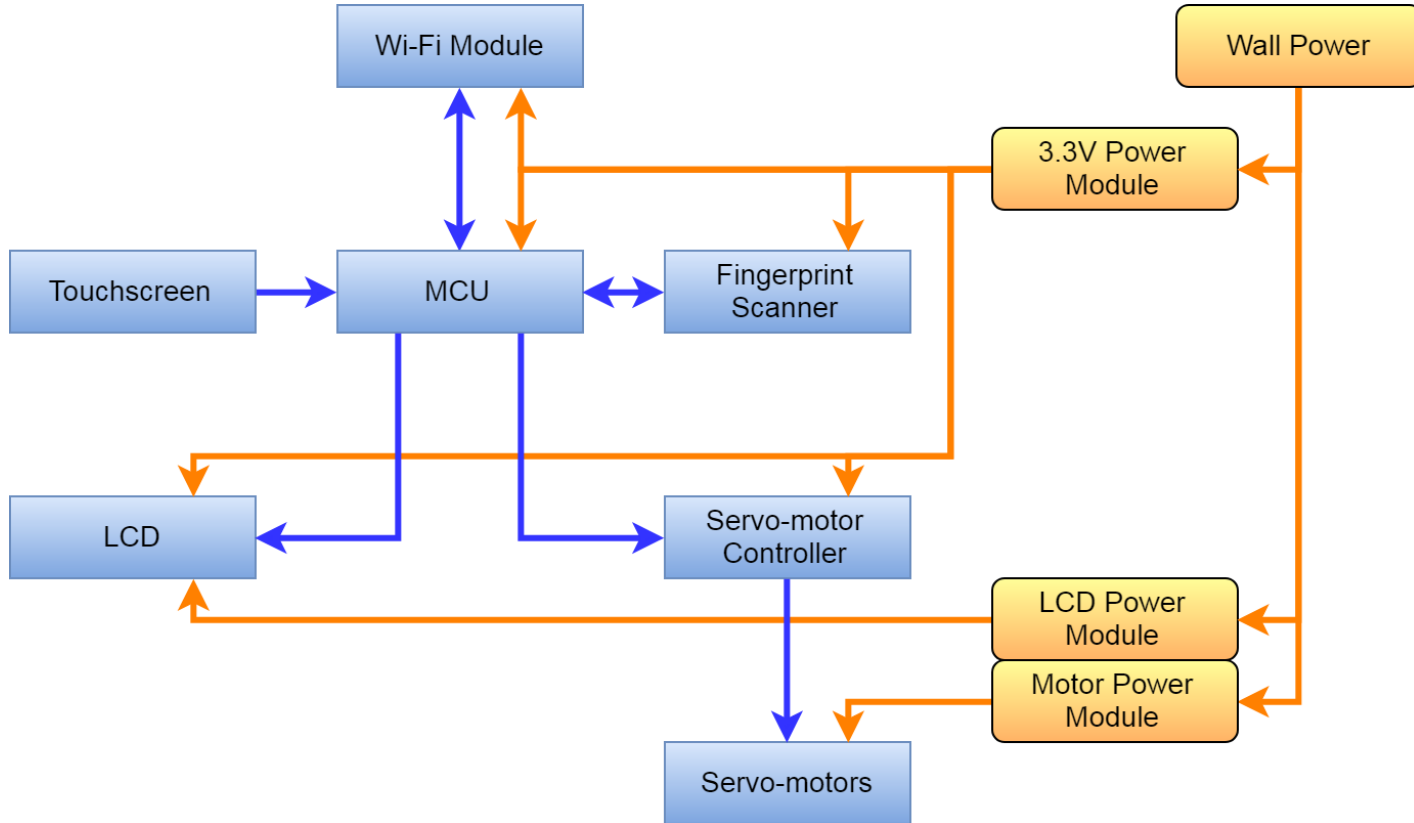 Wi-Fi Module
Wall Power
3.3V Power
Module
Touchscreen
MCU
Fingerprint
Scanner
LCD
Servo-motor
Controller
LCD Power
Module
Motor Power
Module
Servo-motors